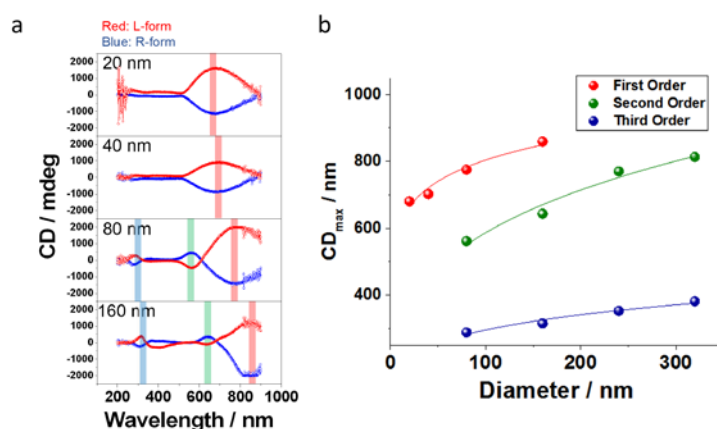 a
Red: L-form
Blue: R-form
20 nm
2000
1000
0
-1000
-2000
40 nm
2000
1000
0
-1000
-2000
80 nm
2000
1000
0
-1000
-2000
160 nm
2000
1000
0
-1000
-2000
CD / mdeg
200 400 600 800 1000
Wavelength / nm
b
First Order
Second Order
Third Order
1000
800
600
400
CDmax / nm
0 100 200 300
Diameter / nm